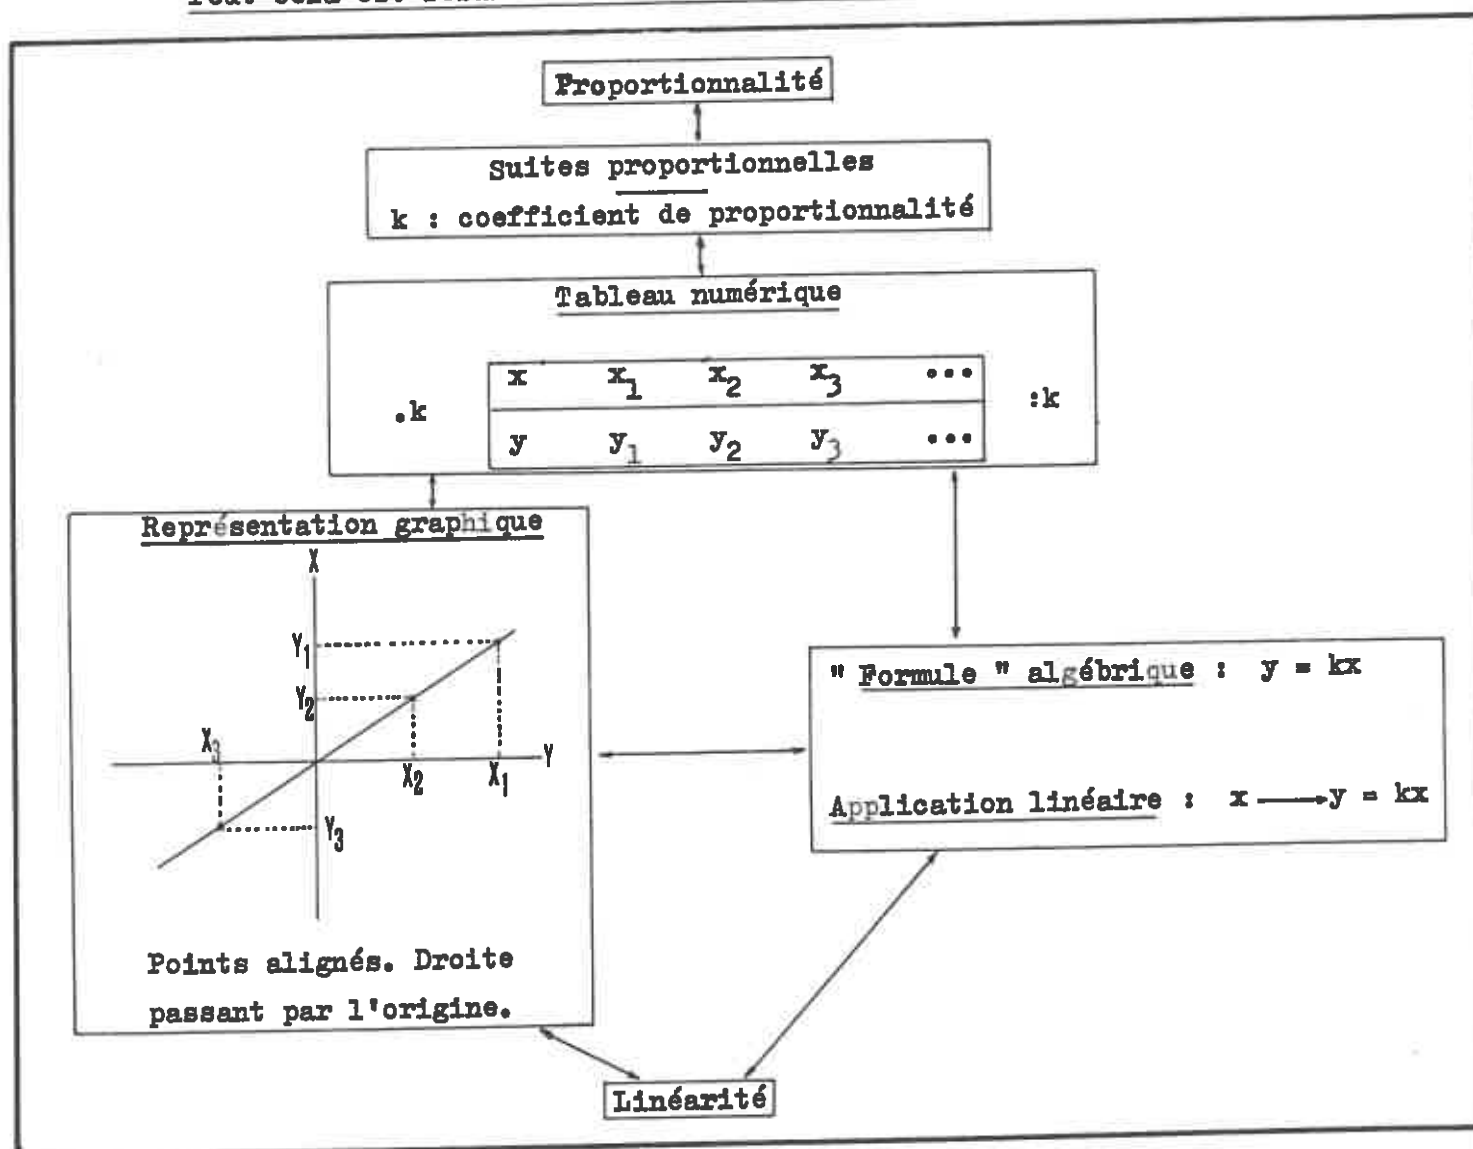 Proportionnalité
Suites proportionnelles
k : coefficient de proportionnalité
Tableau numérique
x x1 x2 x3 •••
.k :k
y y1 y2 y3 •••
Représentation graphique
X
Y1
Y2
X3 Y
X2 X1
Y3
Points alignés. Droite
passant par l'origine.
" Formule " algébrique : y = kx
Application linéaire : x ⟶ y = kx
Linéarité